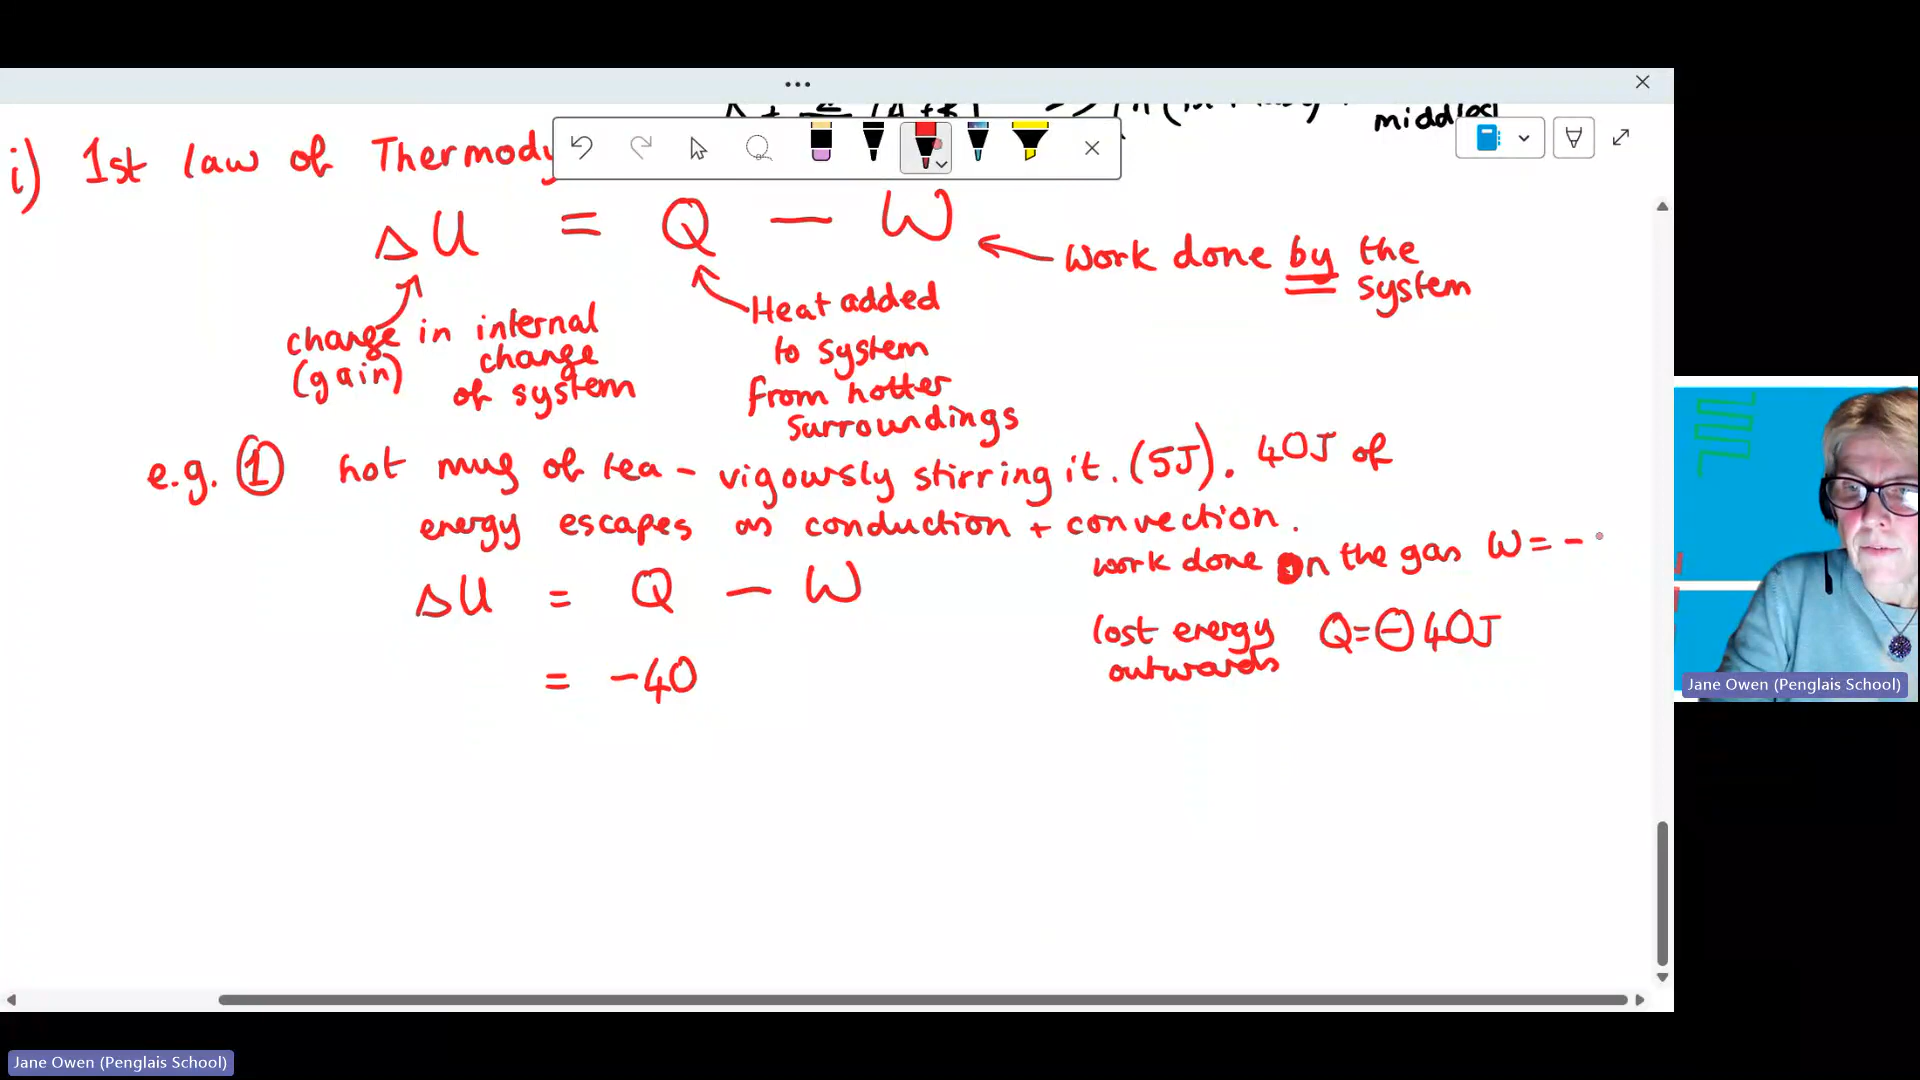 middles
i) 1st law of Thermody
ΔU = Q - W
Work done by the
system
change in internal
(gain) change
of system
Heat added
to system
from hotter
surroundings
e.g. ① hot mug of tea - vigously stirring it. (5J). 40J of
energy escapes as conduction + convection.
work done on the gas W = -
ΔU = Q - W
lost energy Q = - 40J
outwards
= -40
Jane Owen (Penglais School)
Jane Owen (Penglais School)